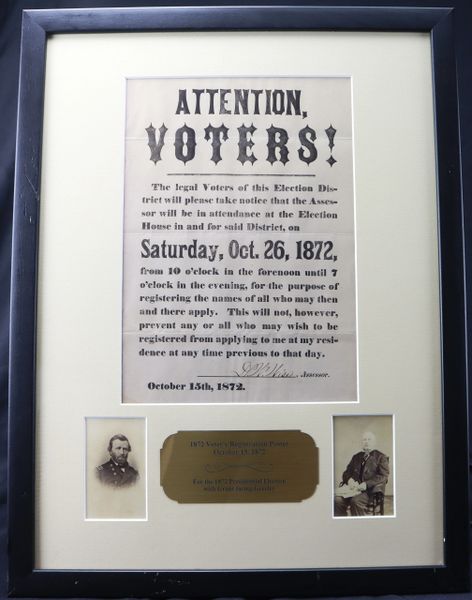 ATTENTION,
VOTERS!
The legal Voters of this Election Dis-
trict will please take notice that the Asses-
sor will be in attendance at the Election
House in and for said District, on
Saturday, Oct. 26, 1872,
from 10 o'clock in the forenoon until 7
o'clock in the evening, for the purpose of
registering the names of all who may then
and there apply. This will not, however,
prevent any or all who may wish to be
registered from applying to me at my resi-
dence at any time previous to that day.
Assessor.
October 15th, 1872.
1872 Voter's Registration Poster
October 15, 1872
For the 1872 Presidential Election
with Grant facing Greeley